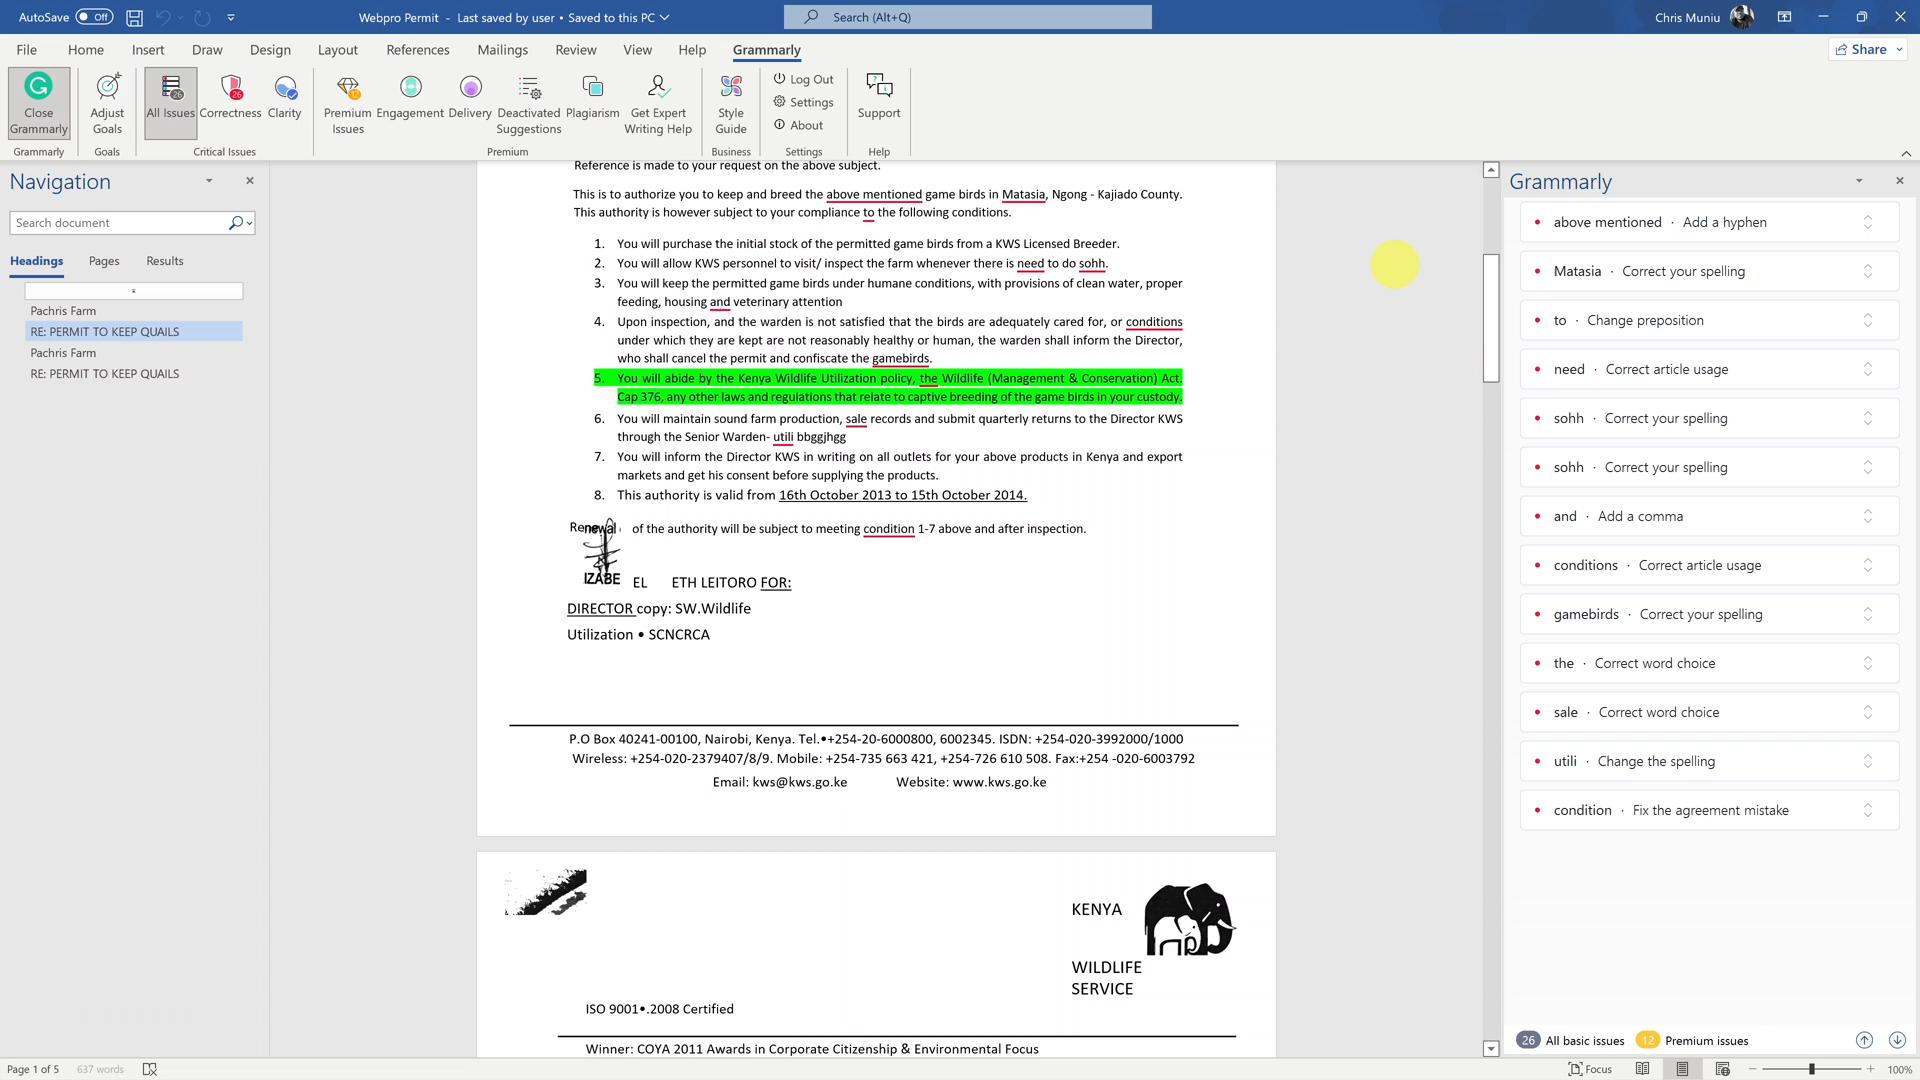 AutoSave Off
Webpro Permit - Last saved by user • Saved to this PC
Search (Alt+Q)
Chris Muniu
File Home Insert Draw Design Layout References Mailings Review View Help Grammarly
Share
Close Grammarly
Adjust Goals
26 All Issues
26 Correctness
Clarity
12 Premium Issues
Engagement
Delivery
Deactivated Suggestions
Plagiarism
Get Expert Writing Help
Style Guide
Log Out
Settings
About
Support
Grammarly Goals Critical Issues Premium Business Settings Help
Navigation
Search document
Headings Pages Results
Pachris Farm
RE: PERMIT TO KEEP QUAILS
Pachris Farm
RE: PERMIT TO KEEP QUAILS
Reference is made to your request on the above subject.
This is to authorize you to keep and breed the above mentioned game birds in Matasia, Ngong - Kajiado County.
This authority is however subject to your compliance to the following conditions.
1. You will purchase the initial stock of the permitted game birds from a KWS Licensed Breeder.
2. You will allow KWS personnel to visit/ inspect the farm whenever there is need to do sohh.
3. You will keep the permitted game birds under humane conditions, with provisions of clean water, proper
feeding, housing and veterinary attention
4. Upon inspection, and the warden is not satisfied that the birds are adequately cared for, or conditions
under which they are kept are not reasonably healthy or human, the warden shall inform the Director,
who shall cancel the permit and confiscate the gamebirds.
5. You will abide by the Kenya Wildlife Utilization policy, the Wildlife (Management & Conservation) Act.
Cap 376, any other laws and regulations that relate to captive breeding of the game birds in your custody.
6. You will maintain sound farm production, sale records and submit quarterly returns to the Director KWS
through the Senior Warden- utili bbggjhgg
7. You will inform the Director KWS in writing on all outlets for your above products in Kenya and export
markets and get his consent before supplying the products.
8. This authority is valid from 16th October 2013 to 15th October 2014.
Renewal of the authority will be subject to meeting condition 1-7 above and after inspection.
IZABE EL ETH LEITORO FOR:
DIRECTOR copy: SW.Wildlife
Utilization • SCNCRCA
P.O Box 40241-00100, Nairobi, Kenya. Tel.•+254-20-6000800, 6002345. ISDN: +254-020-3992000/1000
Wireless: +254-020-2379407/8/9. Mobile: +254-735 663 421, +254-726 610 508. Fax:+254 -020-6003792
Email: kws@kws.go.ke Website: www.kws.go.ke
KENYA
WILDLIFE
SERVICE
ISO 9001•.2008 Certified
Winner: COYA 2011 Awards in Corporate Citizenship & Environmental Focus
Grammarly
above mentioned · Add a hyphen
Matasia · Correct your spelling
to · Change preposition
need · Correct article usage
sohh · Correct your spelling
sohh · Correct your spelling
and · Add a comma
conditions · Correct article usage
gamebirds · Correct your spelling
the · Correct word choice
sale · Correct word choice
utili · Change the spelling
condition · Fix the agreement mistake
26 All basic issues 12 Premium issues
Page 1 of 5 637 words
Focus
100%